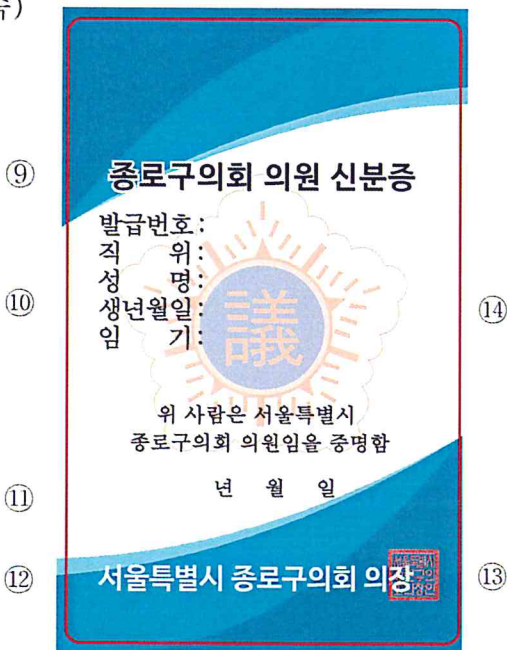 ⑨
종로구의회 의원 신분증
발급번호:
직 위:
성 명:
⑩
생년월일:
임 기:
⑭
議
위 사람은 서울특별시
종로구의회 의원임을 증명함
⑪
년 월 일
⑫
서울특별시 종로구의회 의장
⑬